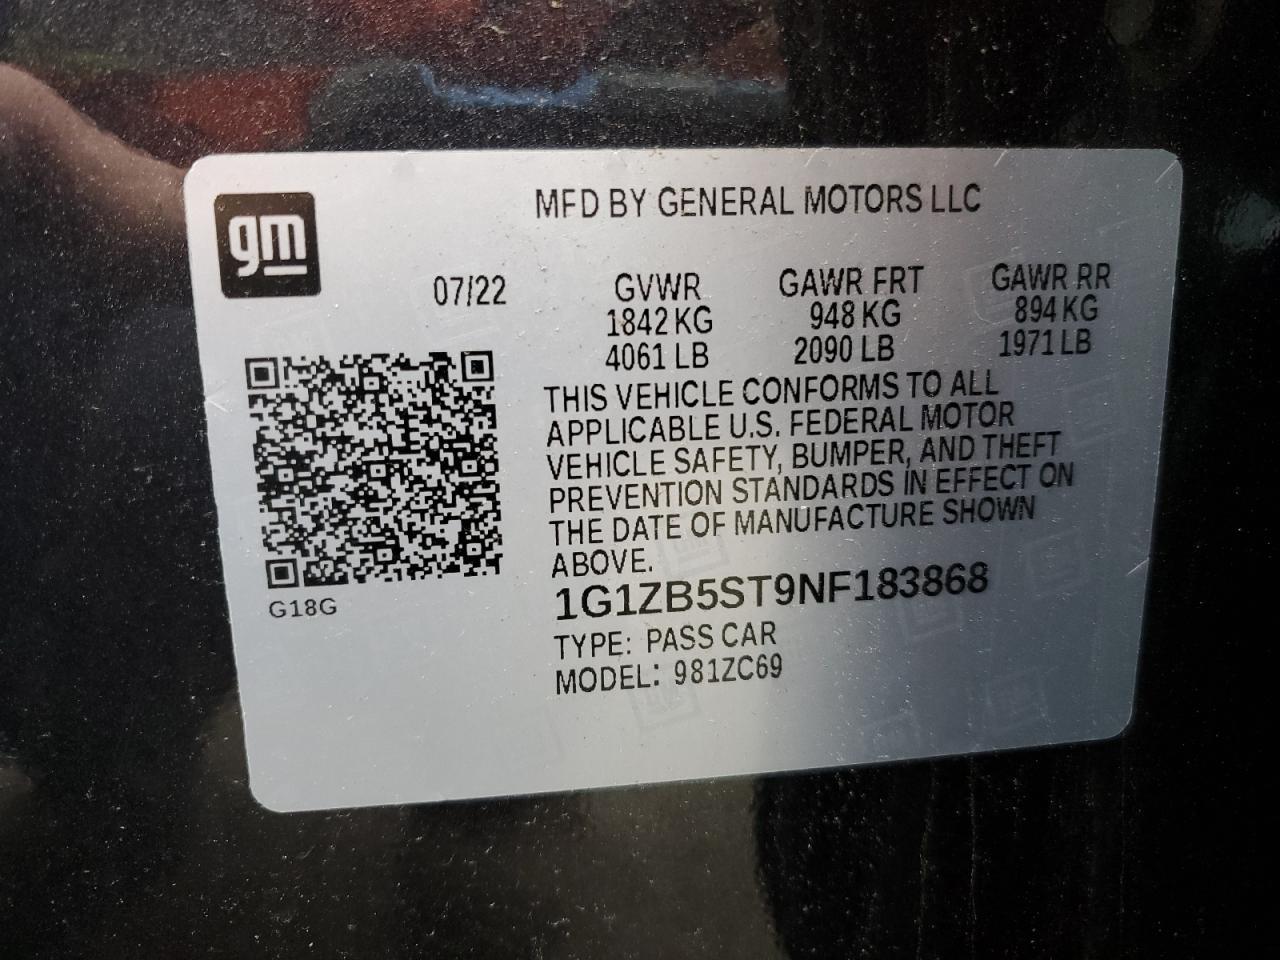 MFD BY GENERAL MOTORS LLC
gm
07/22
GVWR GAWR FRT GAWR RR
1842 KG 948 KG 894 KG
4061 LB 2090 LB 1971 LB
THIS VEHICLE CONFORMS TO ALL
APPLICABLE U.S. FEDERAL MOTOR
VEHICLE SAFETY, BUMPER, AND THEFT
PREVENTION STANDARDS IN EFFECT ON
THE DATE OF MANUFACTURE SHOWN
ABOVE.
1G1ZB5ST9NF183868
G18G
TYPE: PASS CAR
MODEL: 981ZC69